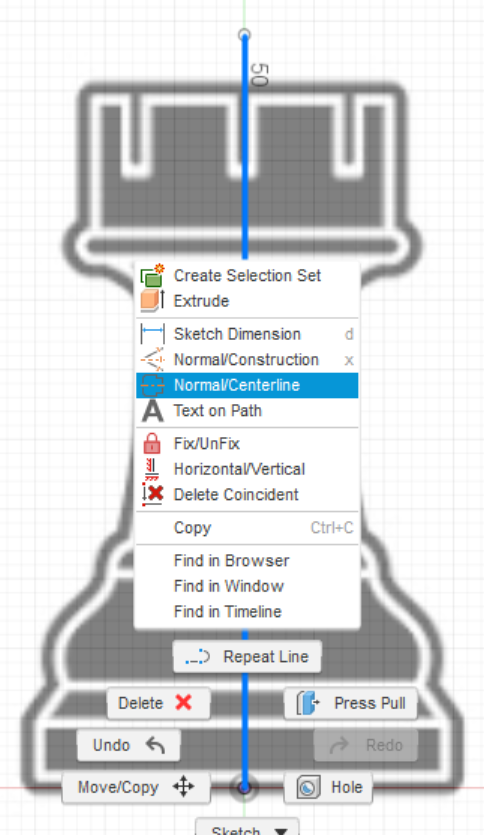 50
Create Selection Set
Extrude
Sketch Dimension d
Normal/Construction x
Normal/Centerline
Text on Path
Fix/UnFix
Horizontal/Vertical
Delete Coincident
Copy Ctrl+C
Find in Browser
Find in Window
Find in Timeline
Repeat Line
Delete Press Pull
Undo Redo
Move/Copy Hole
Sketch